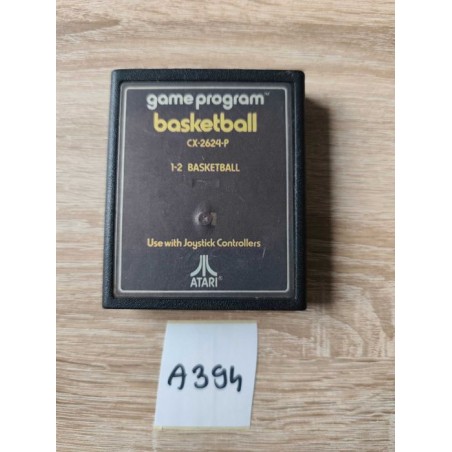 game program™
basketball
CX-2624-P
1-2 BASKETBALL
Use with Joystick Controllers
ATARI®
A394